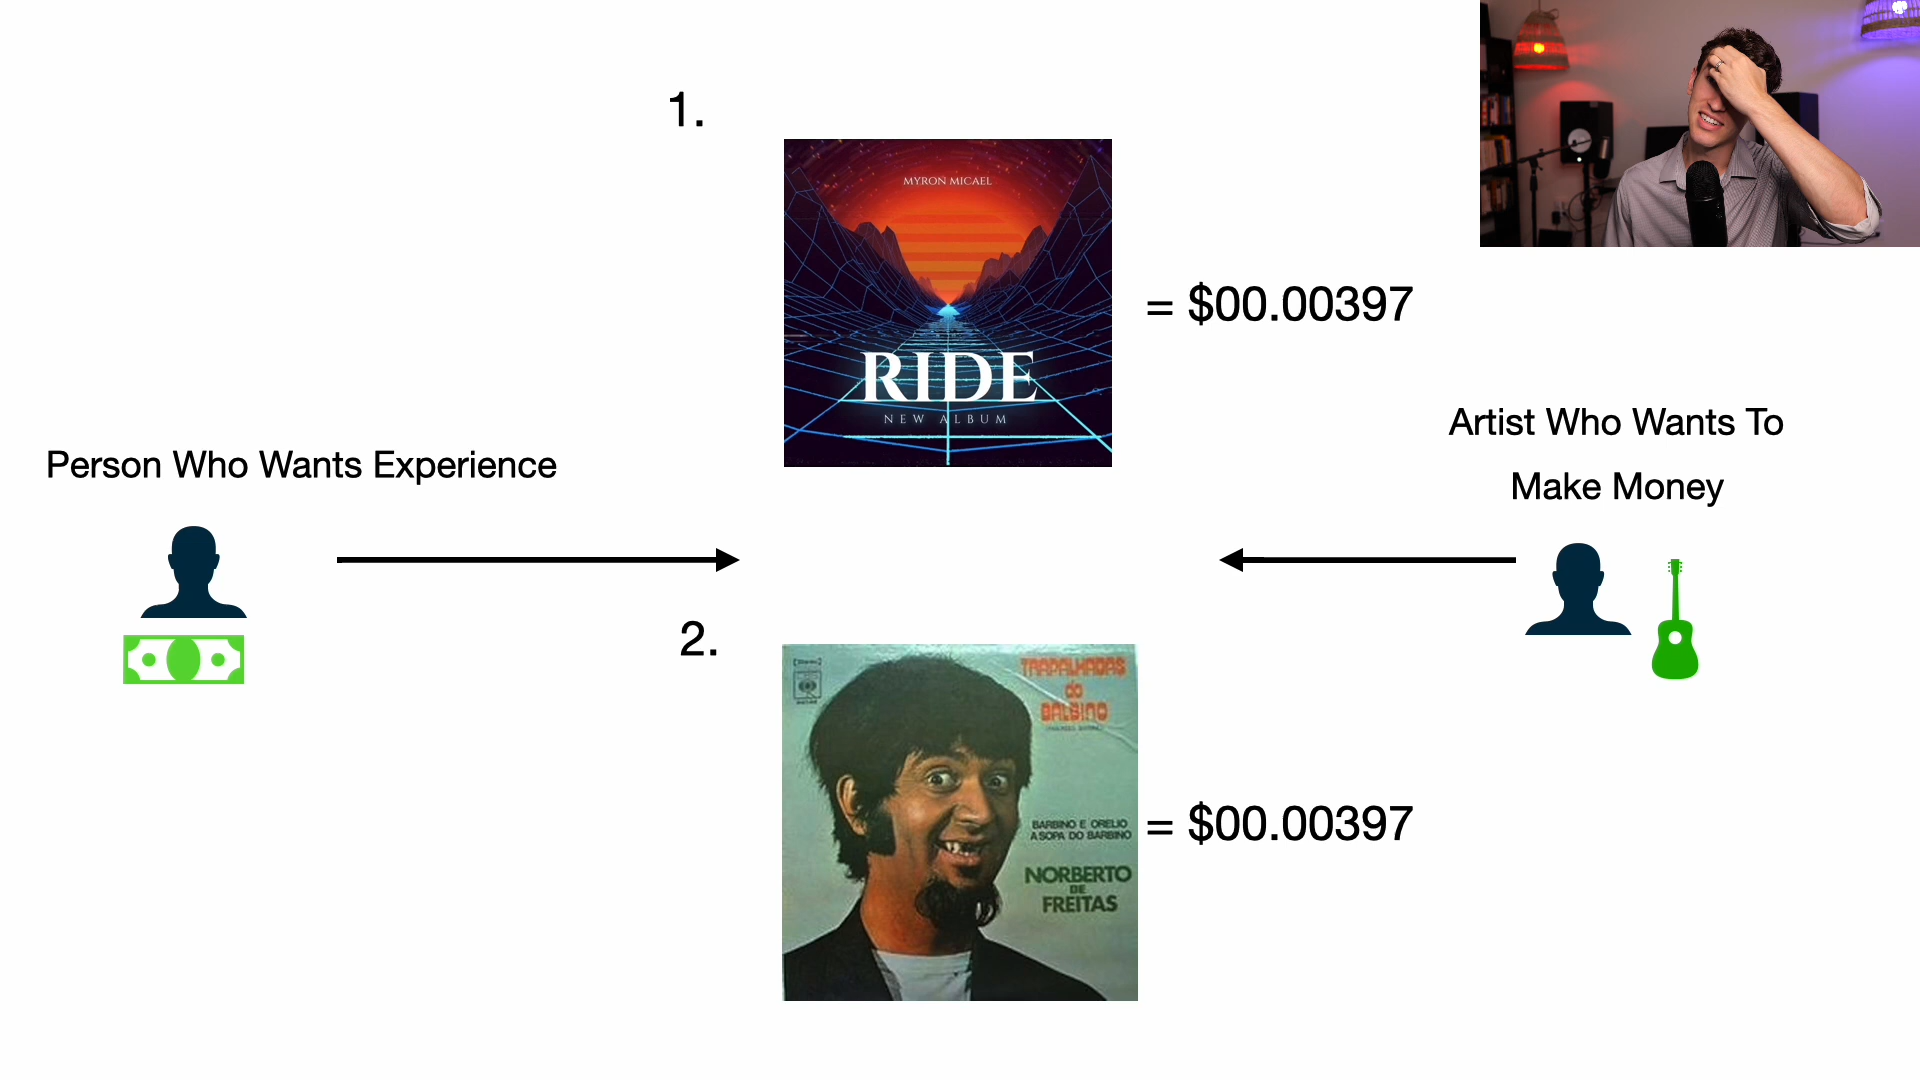 1.
MYRON MICAEL
RIDE
NEW ALBUM
= $00.00397
Person Who Wants Experience
Artist Who Wants To
Make Money
2.
TRAPALHADAS
do
BALBINO
BARBINO E ORELIO
A SOPA DO BARBINO
NORBERTO
DE
FREITAS
= $00.00397